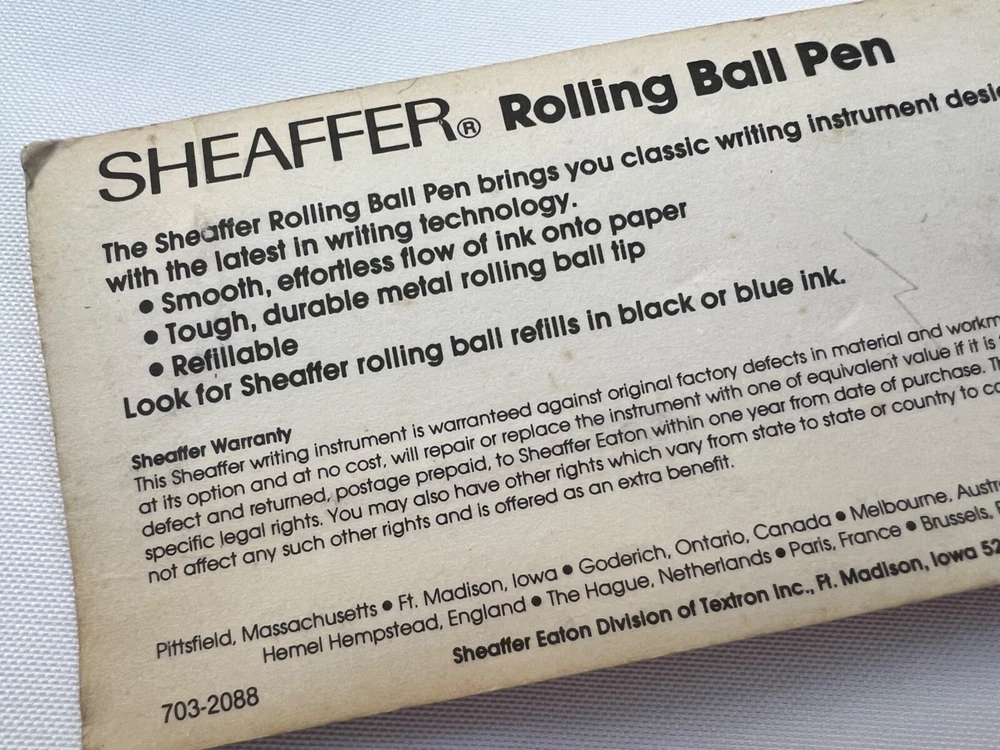 SHEAFFER® Rolling Ball Pen
The Sheaffer Rolling Ball Pen brings you classic writing instrument
with the latest in writing technology.
• Smooth, effortless flow of ink onto paper
• Tough, durable metal rolling ball tip
• Refillable
Look for Sheaffer rolling ball refills in black or blue ink.
Sheaffer Warranty
This Sheaffer writing instrument is warranteed against original factory defects in material and
at its option and at no cost, will repair or replace the instrument with one of equivalent value if it is
defect and returned, postage prepaid, to Sheaffer Eaton within one year from date of purchase.
specific legal rights. You may also have other rights which vary from state to state or country to
not affect any such other rights and is offered as an extra benefit.
Pittsfield, Massachusetts • Ft. Madison, Iowa • Goderich, Ontario, Canada • Melbourne,
Hemel Hempstead, England • The Hague, Netherlands • Paris, France • Brussels,
Sheaffer Eaton Division of Textron Inc., Ft. Madison, Iowa
703-2088